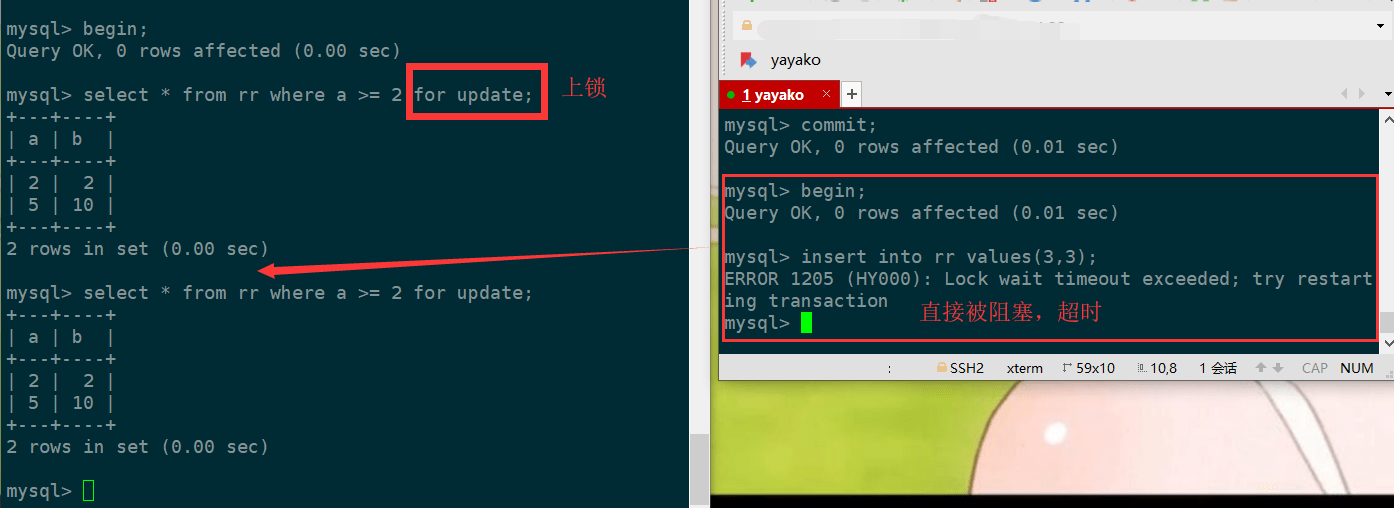 mysql> begin;
Query OK, 0 rows affected (0.00 sec)
mysql> select * from rr where a >= 2 for update;
上锁
+---+----+
| a | b  |
+---+----+
| 2 |  2 |
| 5 | 10 |
+---+----+
2 rows in set (0.00 sec)
mysql> select * from rr where a >= 2 for update;
+---+----+
| a | b  |
+---+----+
| 2 |  2 |
| 5 | 10 |
+---+----+
2 rows in set (0.00 sec)
mysql>
yayako
1 yayako × +
mysql> commit;
Query OK, 0 rows affected (0.01 sec)
mysql> begin;
Query OK, 0 rows affected (0.01 sec)
mysql> insert into rr values(3,3);
ERROR 1205 (HY000): Lock wait timeout exceeded; try restart
ing transaction
直接被阻塞，超时
mysql>
: SSH2 xterm 59x10 10,8 1 会话 CAP NUM